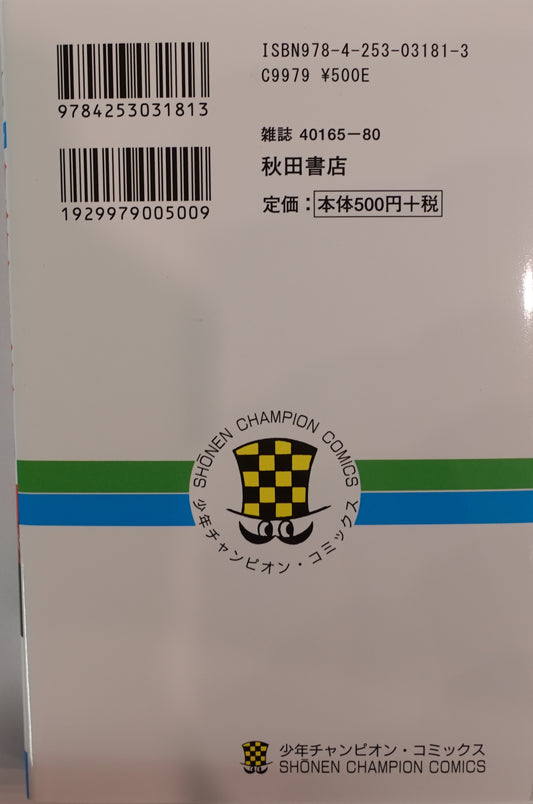 9784253031813
1929979005009
ISBN978-4-253-03181-3
C9979 ¥500E
雑誌 40165-80
秋田書店
定価：本体500円+税
SHŌNEN CHAMPION COMICS
少年チャンピオン・コミックス
少年チャンピオン・コミックス
SHŌNEN CHAMPION COMICS